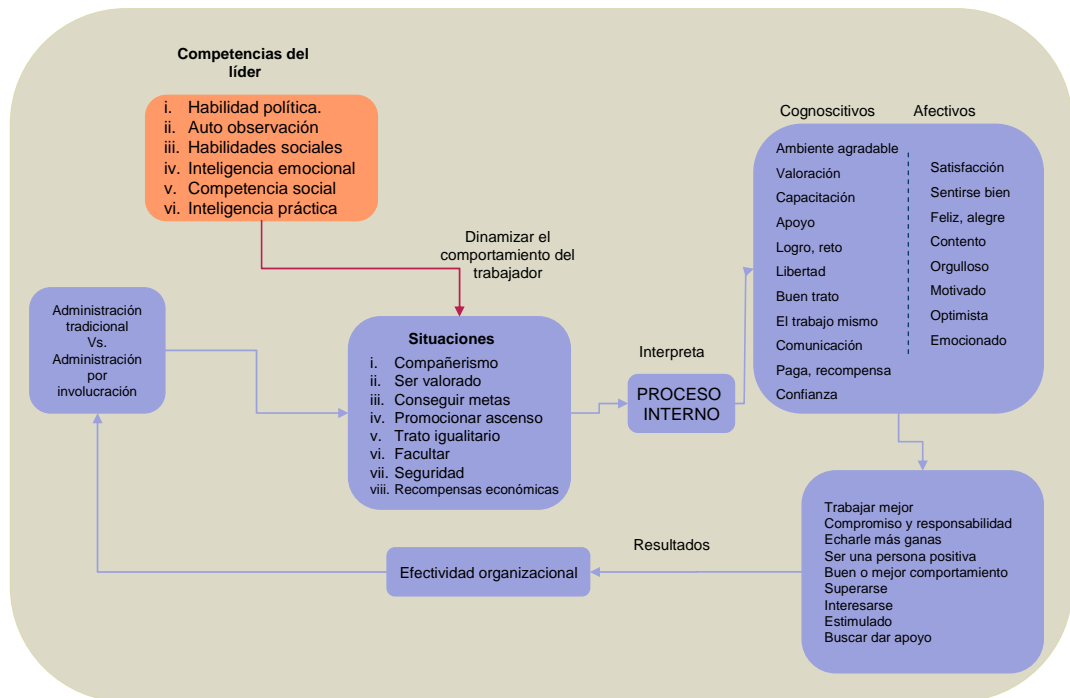 Competencias del
líder
i. Habilidad política.
ii. Auto observación
iii. Habilidades sociales
iv. Inteligencia emocional
v. Competencia social
vi. Inteligencia práctica
Dinamizar el
comportamiento del
trabajador
Administración
tradicional
Vs.
Administración
por
involucración
Situaciones
i. Compañerismo
ii. Ser valorado
iii. Conseguir metas
iv. Promocionar ascenso
v. Trato igualitario
vi. Facultar
vii. Seguridad
viii. Recompensas económicas
Interpreta
PROCESO
INTERNO
Cognoscitivos
Ambiente agradable
Valoración
Capacitación
Apoyo
Logro, reto
Libertad
Buen trato
El trabajo mismo
Comunicación
Paga, recompensa
Confianza
Afectivos
Satisfacción
Sentirse bien
Feliz, alegre
Contento
Orgulloso
Motivado
Optimista
Emocionado
Trabajar mejor
Compromiso y responsabilidad
Echarle más ganas
Ser una persona positiva
Buen o mejor comportamiento
Superarse
Interesarse
Estimulado
Buscar dar apoyo
Resultados
Efectividad organizacional